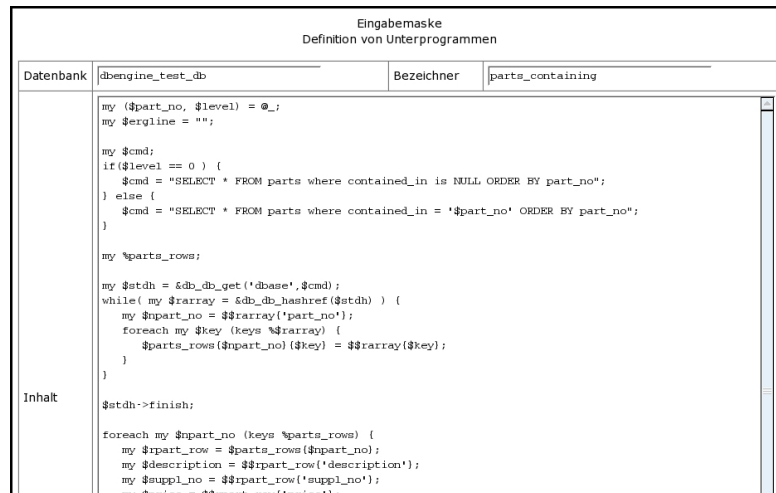 Eingabemaske
Definition von Unterprogrammen
Datenbank dbengine_test_db Bezeichner parts_containing
Inhalt
my ($part_no, $level) = @_;
my $ergline = "";
my $cmd;
if($level == 0 ) {
$cmd = "SELECT * FROM parts where contained_in is NULL ORDER BY part_no";
} else {
$cmd = "SELECT * FROM parts where contained_in = '$part_no' ORDER BY part_no";
}
my %parts_rows;
my $stdh = &db_db_get('dbase',$cmd);
while( my $rarray = &db_db_hashref($stdh) ) {
my $npart_no = $$rarray{'part_no'};
foreach my $key (keys %$rarray) {
$parts_rows{$npart_no}{$key} = $$rarray{$key};
}
}
$stdh->finish;
foreach my $npart_no (keys %parts_rows) {
my $rpart_row = $parts_rows{$npart_no};
my $description = $$rpart_row{'description'};
my $suppl_no = $$rpart_row{'suppl_no'};